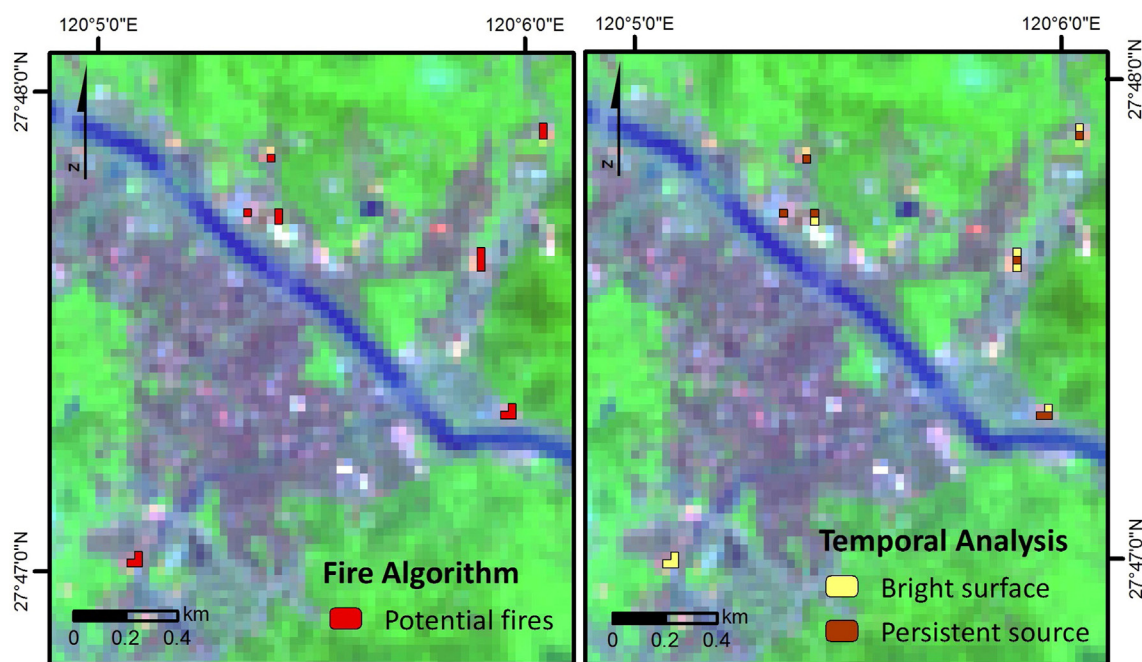 120°5'0"E
120°6'0"E
120°5'0"E
120°6'0"E
27°48'0"N
27°48'0"N
N
N
27°47'0"N
27°47'0"N
Fire Algorithm
Potential fires
km
0 0.2 0.4
Temporal Analysis
Bright surface
Persistent source
km
0 0.2 0.4